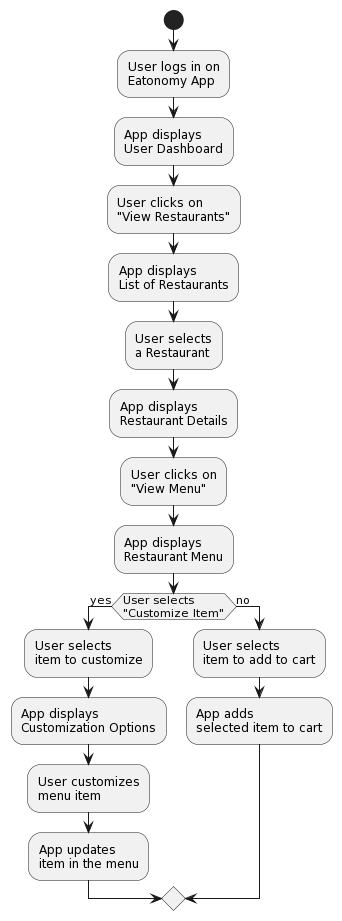 User logs in on
Eatonomy App
App displays
User Dashboard
User clicks on
"View Restaurants"
App displays
List of Restaurants
User selects
a Restaurant
App displays
Restaurant Details
User clicks on
"View Menu"
App displays
Restaurant Menu
yes
User selects
"Customize Item"
no
User selects
item to customize
App displays
Customization Options
User customizes
menu item
App updates
item in the menu
User selects
item to add to cart
App adds
selected item to cart